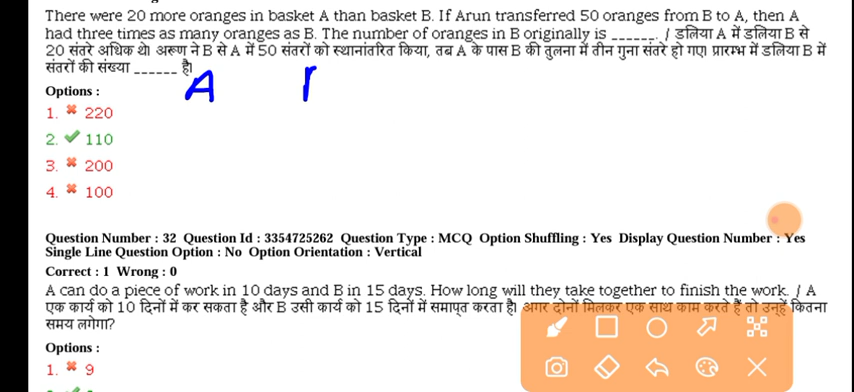 There were 20 more oranges in basket A than basket B. If Arun transferred 50 oranges from B to A, then A
had three times as many oranges as B. The number of oranges in B originally is ______. / डलिया A में डलिया B से
20 संतरे अधिक थे। अरूण ने B से A में 50 संतरों को स्थानांतरित किया, तब A के पास B की तुलना में तीन गुना संतरे हो गए। प्रारम्भ में डलिया B में
संतरों की संख्या ______ है।
A
Options :
1. 220
2. 110
3. 200
4. 100
Question Number : 32 Question Id : 3354725262 Question Type : MCQ Option Shuffling : Yes Display Question Number : Yes
Single Line Question Option : No Option Orientation : Vertical
Correct : 1 Wrong : 0
A can do a piece of work in 10 days and B in 15 days. How long will they take together to finish the work. / A
एक कार्य को 10 दिनों में कर सकता है और B उसी कार्य को 15 दिनों में समाप्त करता है। अगर दोनों मिलकर एक साथ काम करते हैं तो उन्हें कितना
समय लगेगा?
Options :
1. 9